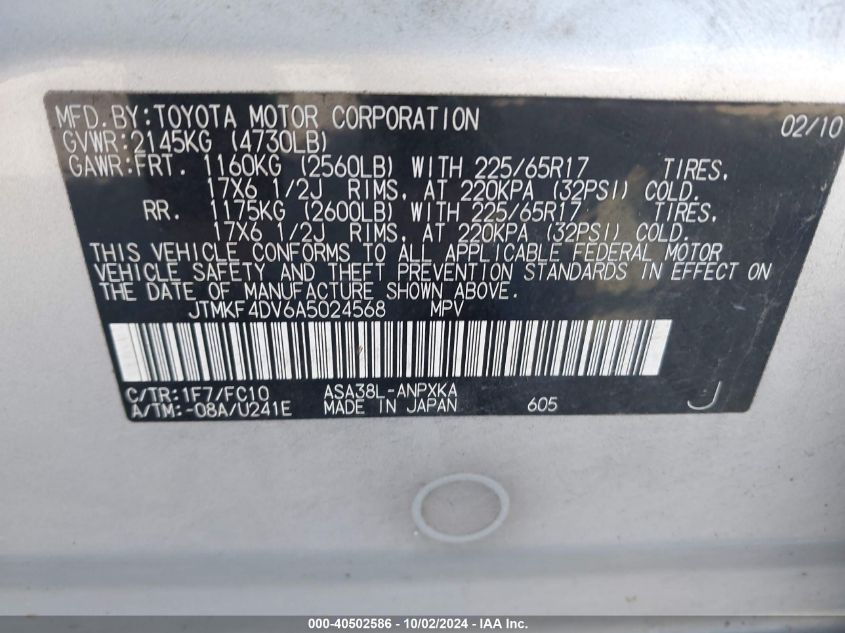 MFD.BY:TOYOTA MOTOR CORPORATION 02/10
GVWR:2145KG (4730LB)
GAWR:FRT. 1160KG (2560LB) WITH 225/65R17 TIRES,
17X6 1/2J RIMS, AT 220KPA (32PSI) COLD.
RR. 1175KG (2600LB) WITH 225/65R17 TIRES,
17X6 1/2J RIMS, AT 220KPA (32PSI) COLD.
THIS VEHICLE CONFORMS TO ALL APPLICABLE FEDERAL MOTOR
VEHICLE SAFETY AND THEFT PREVENTION STANDARDS IN EFFECT ON
THE DATE OF MANUFACTURE SHOWN ABOVE.
JTMKF4DV6A5024568 MPV
C/TR:1F7/FC10 ASA38L-ANPXKA
A/TM:-08A/U241E MADE IN JAPAN 605 J
000-40502586 - 10/02/2024 - IAA Inc.